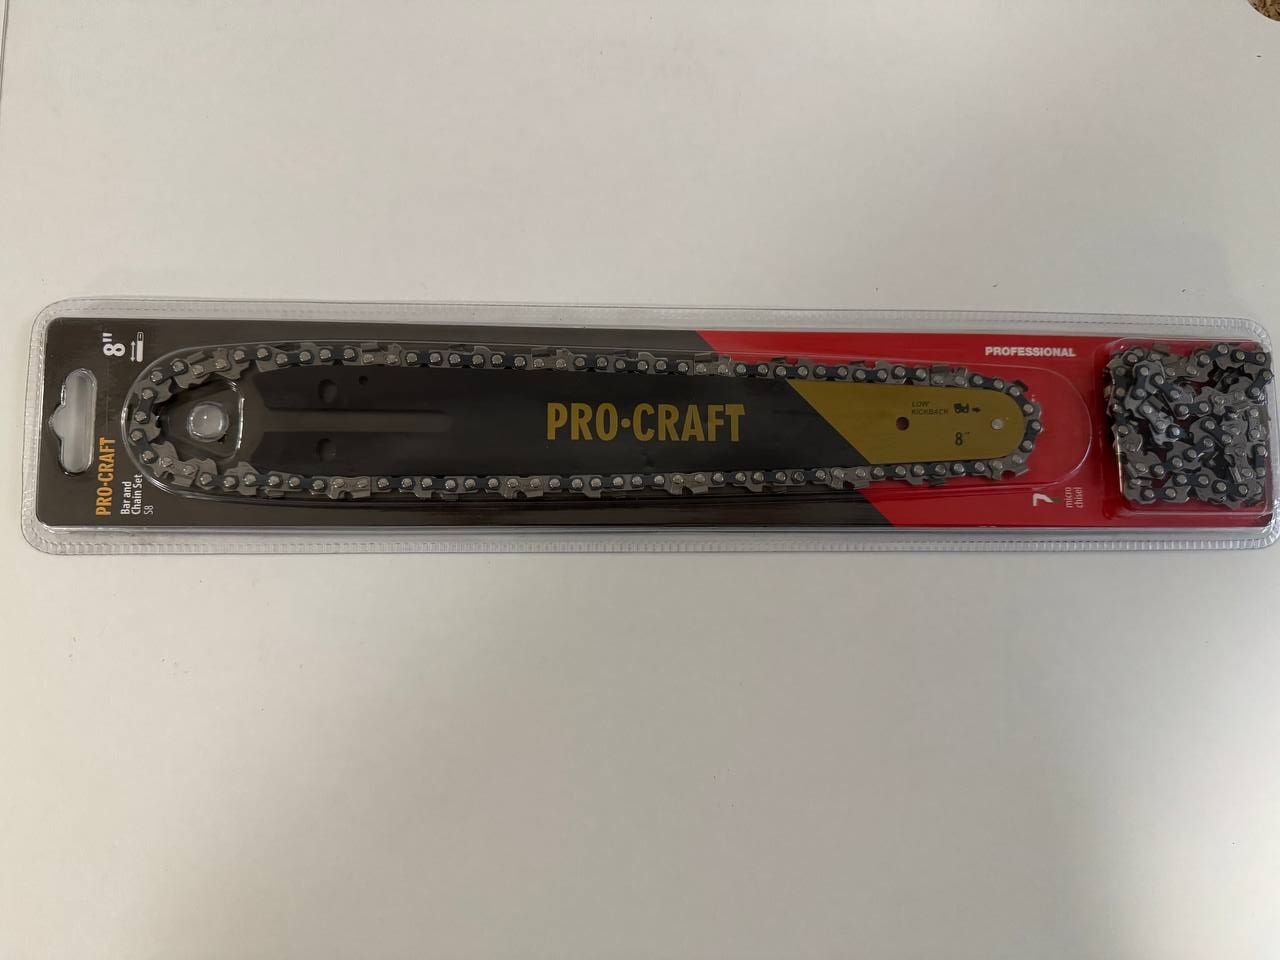 8"
PRO-CRAFT
Bar and
Chain Set
S8
PRO·CRAFT
LOW
KICKBACK
8"
PROFESSIONAL
7
micro
chisel